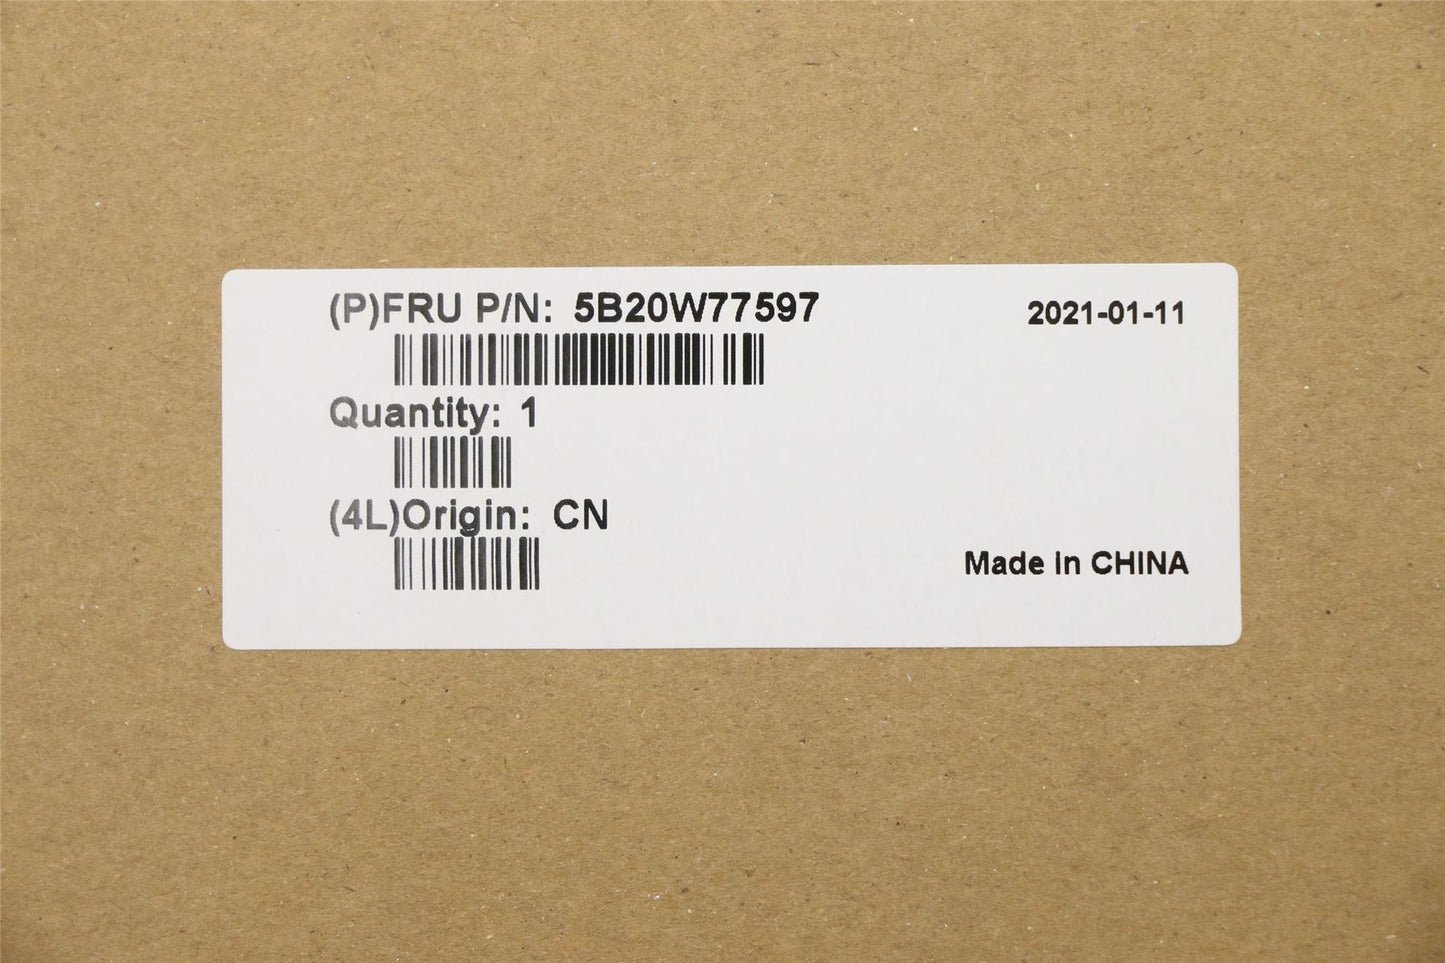 (P)FRU P/N: 5B20W77597
2021-01-11
Quantity: 1
(4L)Origin: CN
Made in CHINA